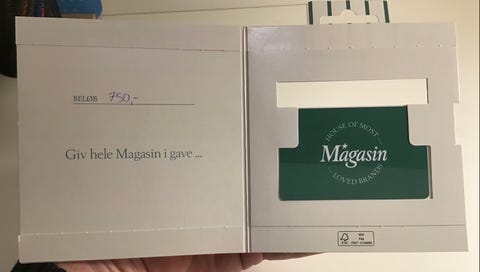 BELØB 750,-
Giv hele Magasin i gave ...
HOUSE OF MOST
Magasin
LOVED BRANDS